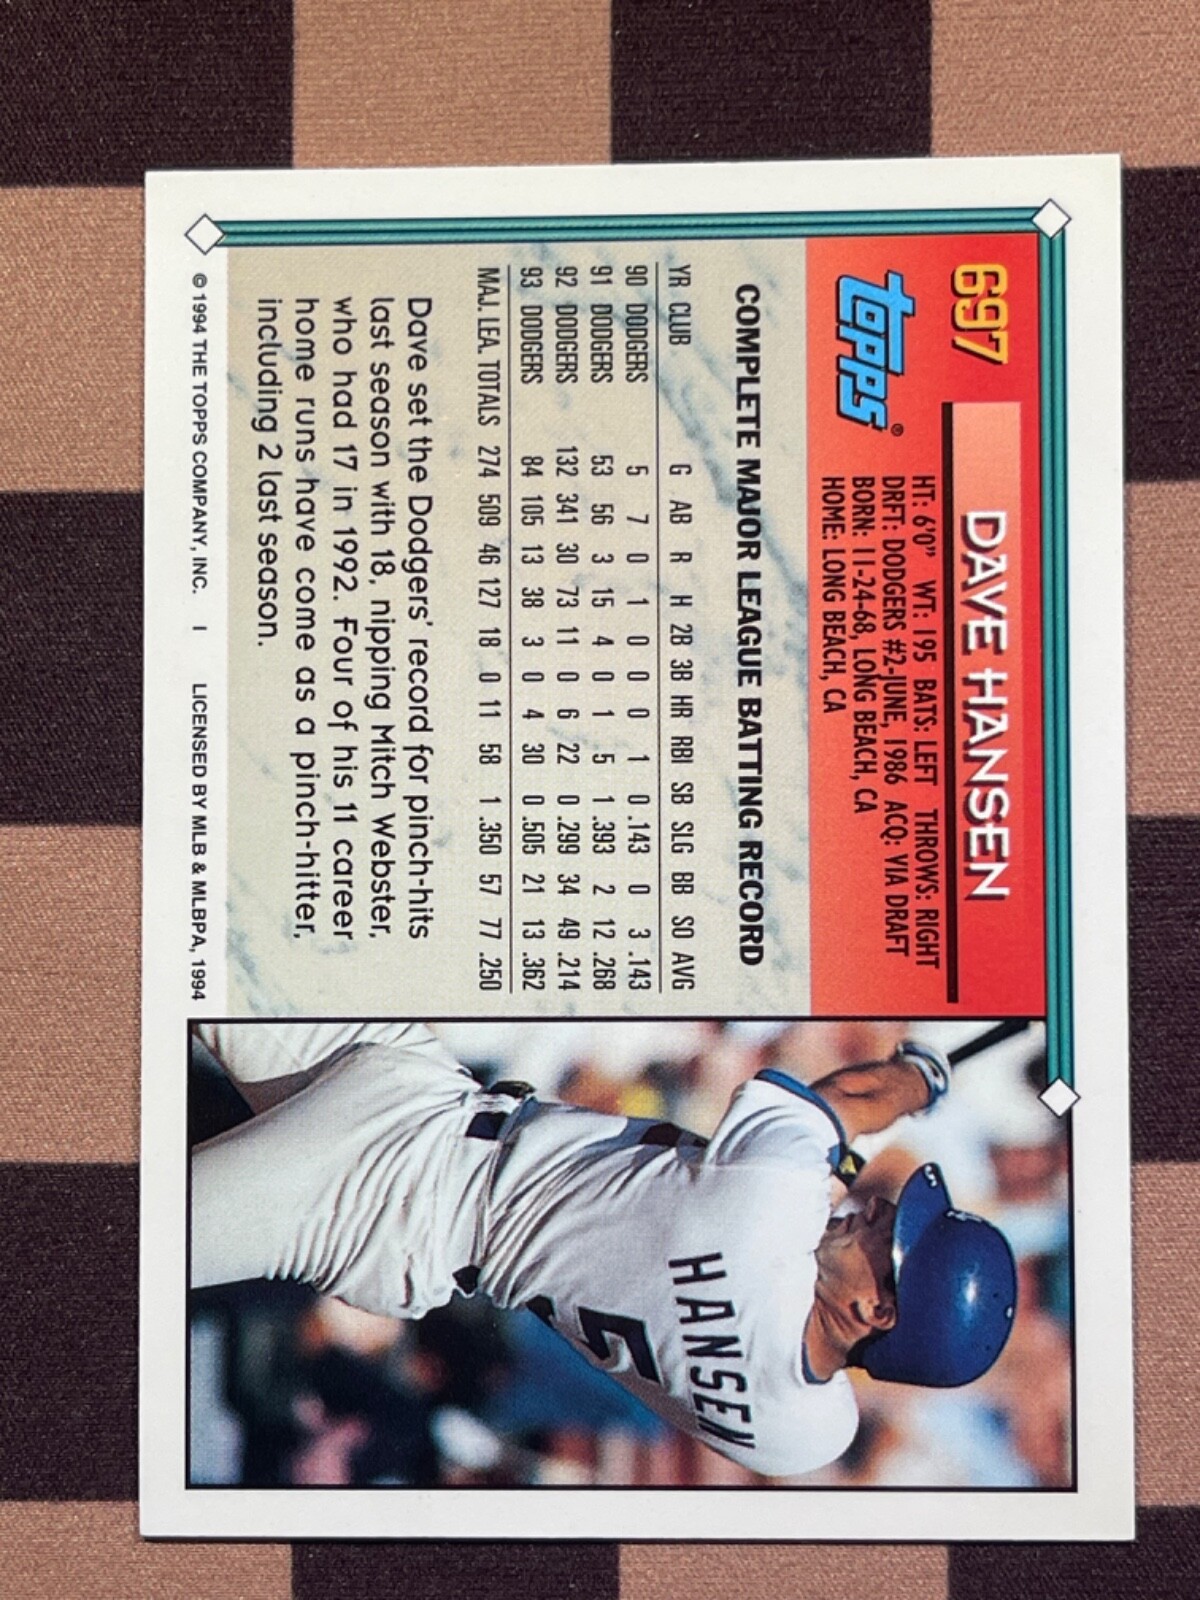 697
DAVE HANSEN
topps®
HT: 6'0" WT: 195 BATS: LEFT THROWS: RIGHT
DRFT: DODGERS #2-JUNE, 1986 ACQ: VIA DRAFT
BORN: 11-24-68, LONG BEACH, CA
HOME: LONG BEACH, CA
COMPLETE MAJOR LEAGUE BATTING RECORD
YR CLUB G AB R H 2B 3B HR RBI SB SLG BB SO AVG
90 DODGERS 5 7 0 1 0 0 0 1 0 .143 0 3 .143
91 DODGERS 53 56 3 15 4 0 1 5 1 .393 2 12 .268
92 DODGERS 132 341 30 73 11 0 6 22 0 .299 34 49 .214
93 DODGERS 84 105 13 38 3 0 4 30 0 .505 21 13 .362
MAJ. LEA. TOTALS 274 509 46 127 18 0 11 58 1 .350 57 77 .250
Dave set the Dodgers' record for pinch-hits
last season with 18, nipping Mitch Webster,
who had 17 in 1992. Four of his 11 career
home runs have come as a pinch-hitter,
including 2 last season.
© 1994 THE TOPPS COMPANY, INC. I LICENSED BY MLB & MLBPA, 1994
5
HANSEN
5